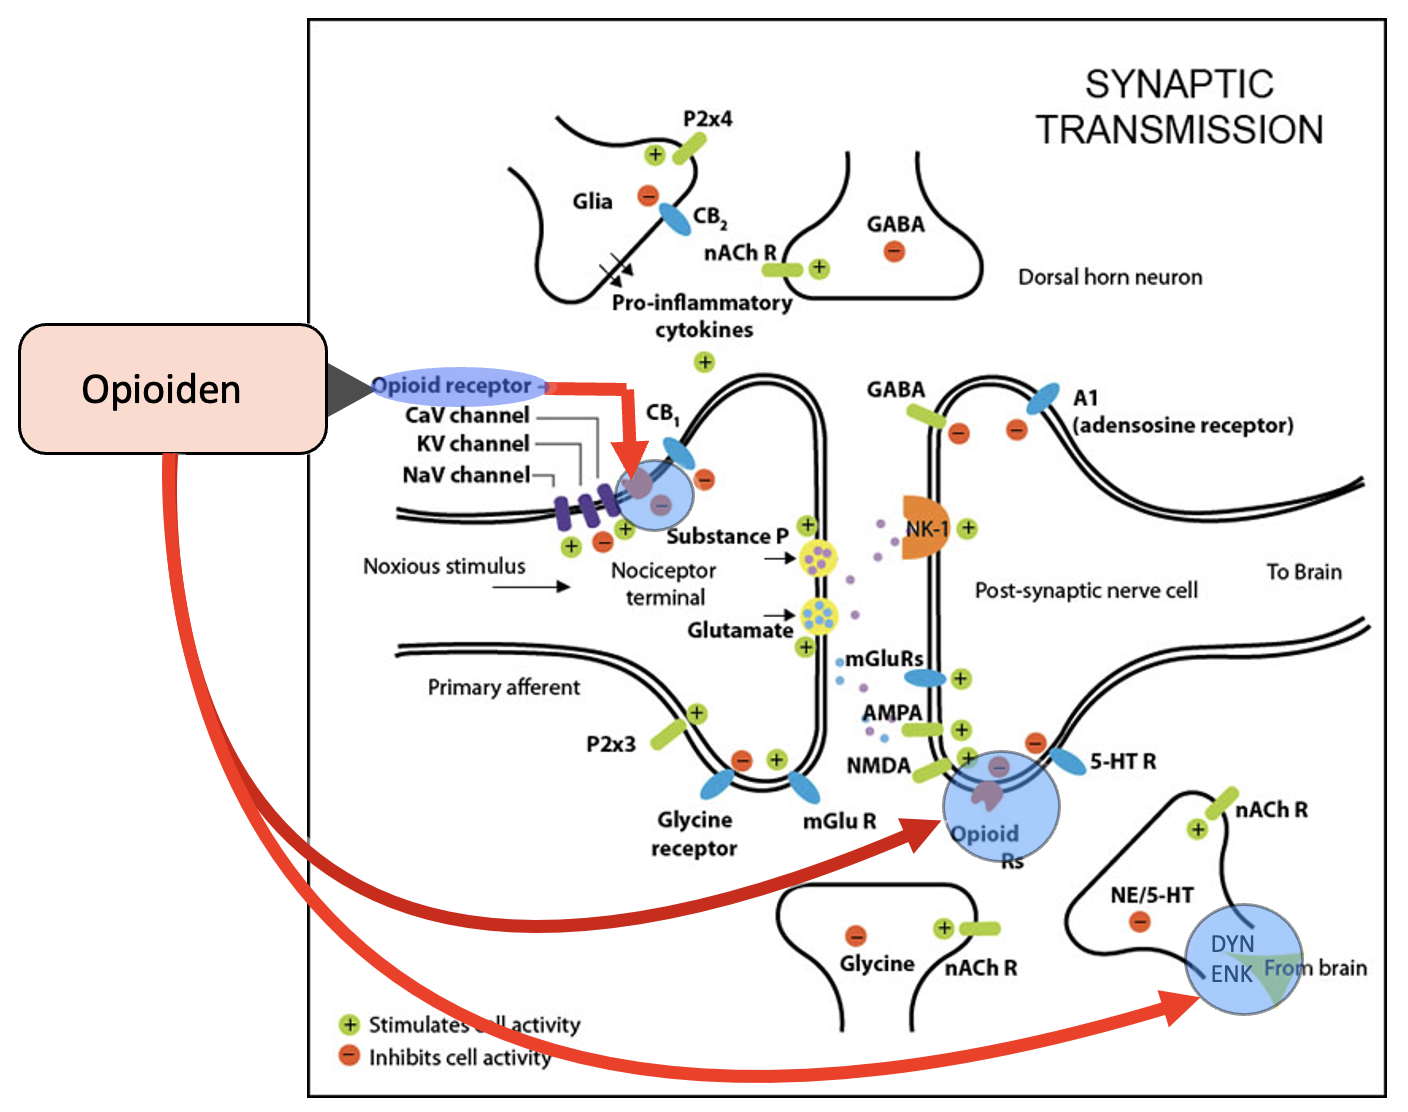 SYNAPTIC
TRANSMISSION
P2x4
+
Glia
−
CB2
GABA
−
nACh R
+
Dorsal horn neuron
Pro-inflammatory
cytokines
+
Opioiden
Opioid receptor
CaV channel
KV channel
NaV channel
CB1
−
−
+
−
+
GABA
−
−
A1
(adensosine receptor)
Substance P
+
NK-1
+
Noxious stimulus
Nociceptor
terminal
Post-synaptic nerve cell
To Brain
Glutamate
+
mGluRs
+
Primary afferent
P2x3
+
AMPA
+
NMDA
+
−
−
5-HT R
−
+
Glycine
receptor
mGlu R
Opioid
Rs
nACh R
+
NE/5-HT
−
DYN
ENK
From brain
−
Glycine
+
nACh R
+ Stimulates cell activity
− Inhibits cell activity